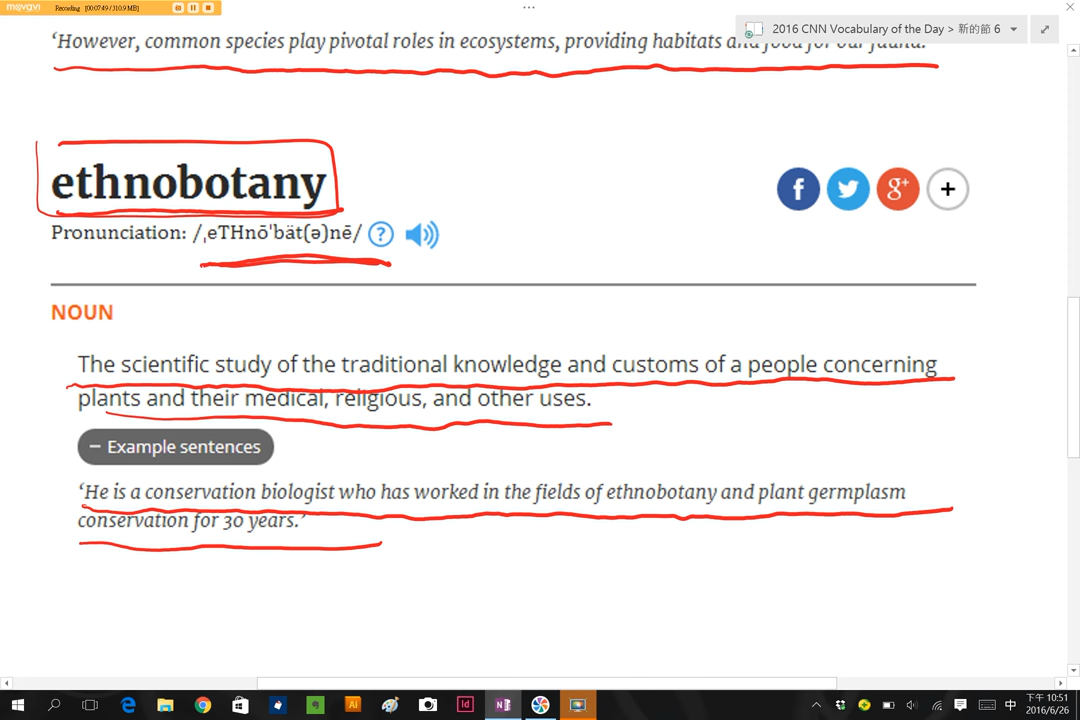 movavi Recording [00:07:49 / 310.9 MB]
2016 CNN Vocabulary of the Day > 新的節 6
‘However, common species play pivotal roles in ecosystems, providing habitats and food for our fauna.’
ethnobotany
f g+ +
Pronunciation: /ˌeTHnōˈbät(ə)nē/ ?
NOUN
The scientific study of the traditional knowledge and customs of a people concerning
plants and their medical, religious, and other uses.
− Example sentences
‘He is a conservation biologist who has worked in the fields of ethnobotany and plant germplasm
conservation for 30 years.’
e Ai Id N 中
下午 10:51
2016/6/26